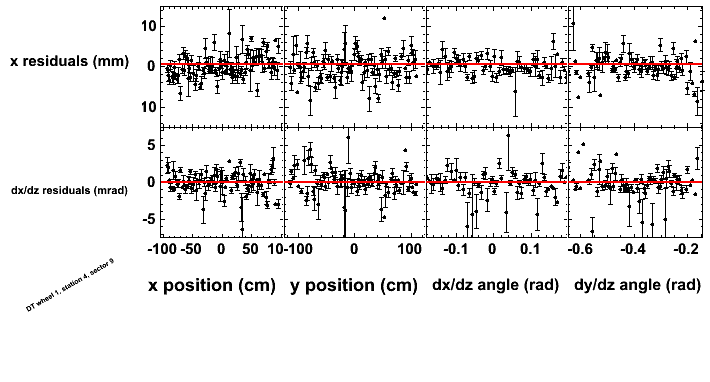 10
x residuals (mm)
0
10
5
dx/dz residuals (mrad)
0
-5
-100 -50 0 50 10 0-100 0 100 -0.1 0 0.1 -0.6 -0.4 -0.2
x position (cm) y position (cm) dx/dz angle (rad) dy/dz angle (rad)
DT wheel 1, station 4, sector 9